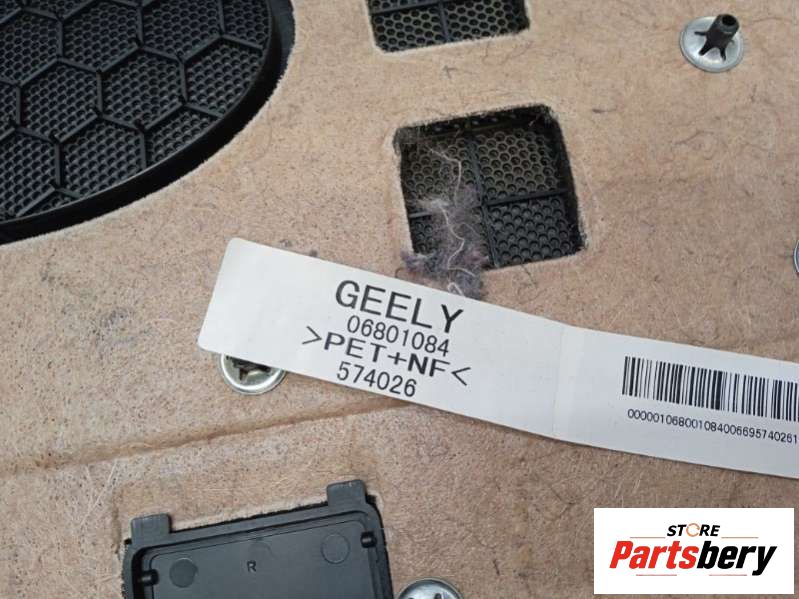 GEELY
06801084
>PET+NF<
574026
000001068001084006695740261
R
STORE
Partsbery